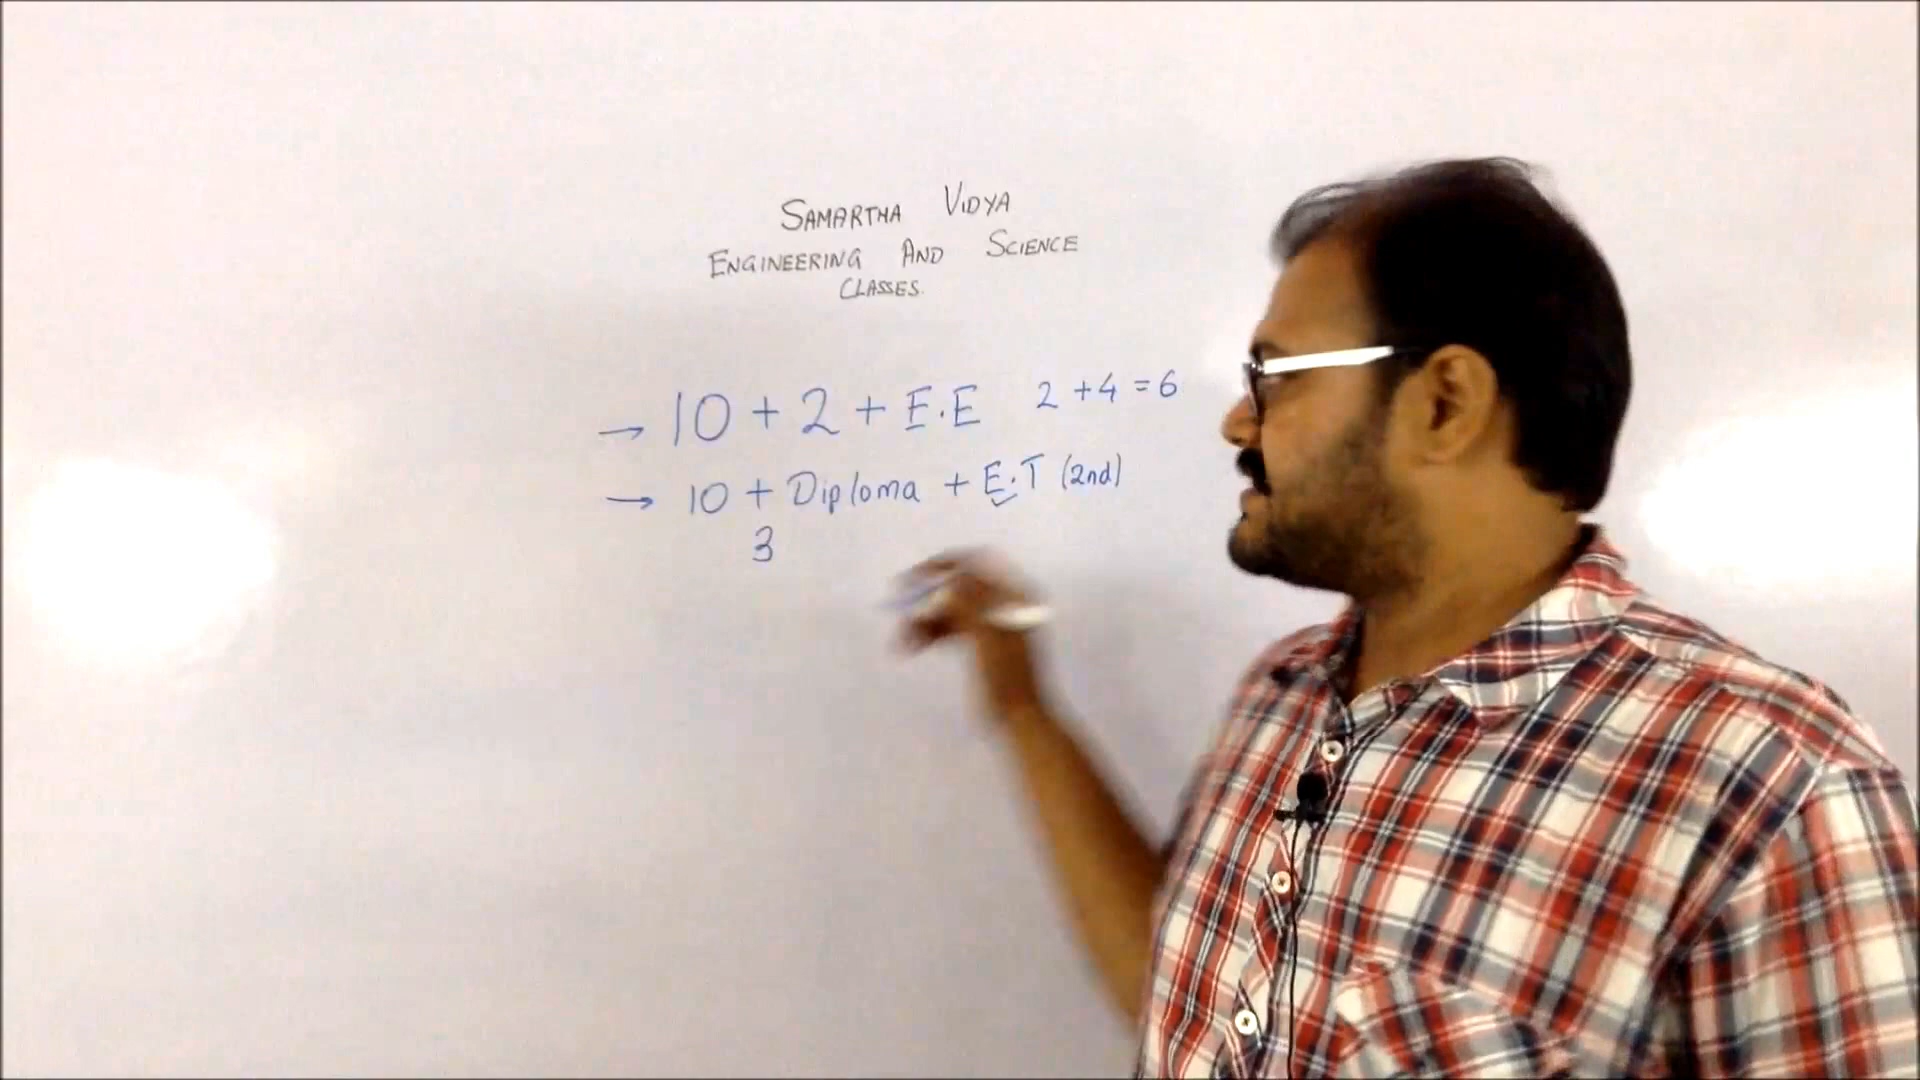 SAMARTHA VIDYA
ENGINEERING AND SCIENCE
CLASSES.
→ 10 + 2 + E.E 2 + 4 = 6
→ 10 + Diploma + E.T (2nd)
3